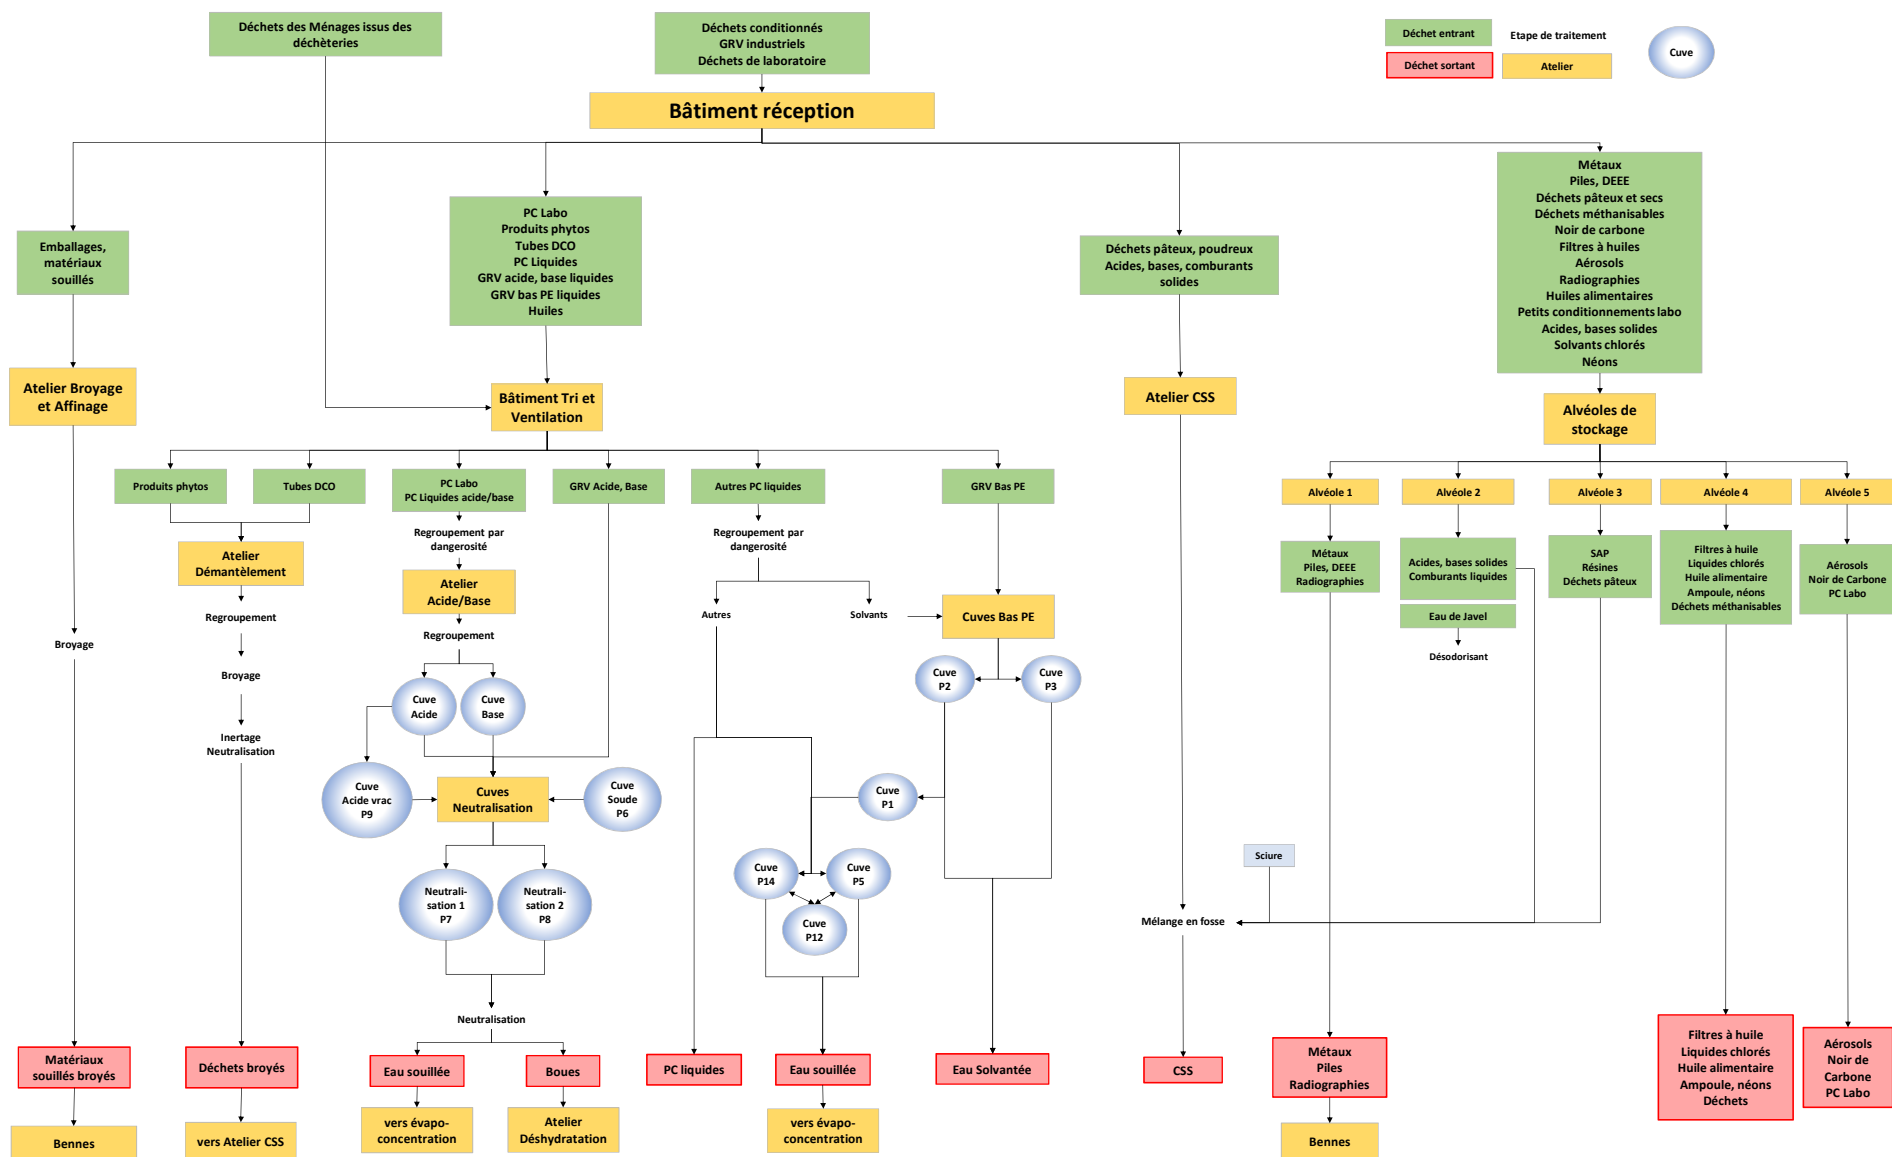 Déchets des Ménages issus des
déchèteries
Déchets conditionnés
GRV industriels
Déchets de laboratoire
Déchet entrant
Etape de traitement
Cuve
Déchet sortant
Atelier
Bâtiment réception
Emballages,
matériaux
souillés
PC Labo
Produits phytos
Tubes DCO
PC Liquides
GRV acide, base liquides
GRV bas PE liquides
Huiles
Déchets pâteux, poudreux
Acides, bases, comburants
solides
Métaux
Piles, DEEE
Déchets pâteux et secs
Déchets méthanisables
Noir de carbone
Filtres à huiles
Aérosols
Radiographies
Huiles alimentaires
Petits conditionnements labo
Acides, bases solides
Solvants chlorés
Néons
Atelier Broyage
et Affinage
Bâtiment Tri et
Ventilation
Atelier CSS
Alvéoles de
stockage
Produits phytos
Tubes DCO
PC Labo
PC Liquides acide/base
GRV Acide, Base
Autres PC liquides
GRV Bas PE
Alvéole 1
Alvéole 2
Alvéole 3
Alvéole 4
Alvéole 5
Regroupement par
dangerosité
Regroupement par
dangerosité
Atelier
Démantèlement
Atelier
Acide/Base
Métaux
Piles, DEEE
Radiographies
Acides, bases solides
Comburants liquides
SAP
Résines
Déchets pâteux
Filtres à huile
Liquides chlorés
Huile alimentaire
Ampoule, néons
Déchets méthanisables
Aérosols
Noir de Carbone
PC Labo
Regroupement
Regroupement
Autres
Solvants
Cuves Bas PE
Eau de Javel
Désodorisant
Broyage
Broyage
Cuve
Acide
Cuve
Base
Cuve
P2
Cuve
P3
Inertage
Neutralisation
Cuve
Acide vrac
P9
Cuves
Neutralisation
Cuve
Soude
P6
Cuve
P1
Neutrali-
sation 1
P7
Neutrali-
sation 2
P8
Cuve
P14
Cuve
P5
Cuve
P12
Sciure
Mélange en fosse
Neutralisation
Matériaux
souillés broyés
Déchets broyés
Eau souillée
Boues
PC liquides
Eau souillée
Eau Solvantée
CSS
Métaux
Piles
Radiographies
Filtres à huile
Liquides chlorés
Huile alimentaire
Ampoule, néons
Déchets
Aérosols
Noir de
Carbone
PC Labo
Bennes
vers Atelier CSS
vers évapo-
concentration
Atelier
Déshydratation
vers évapo-
concentration
Bennes